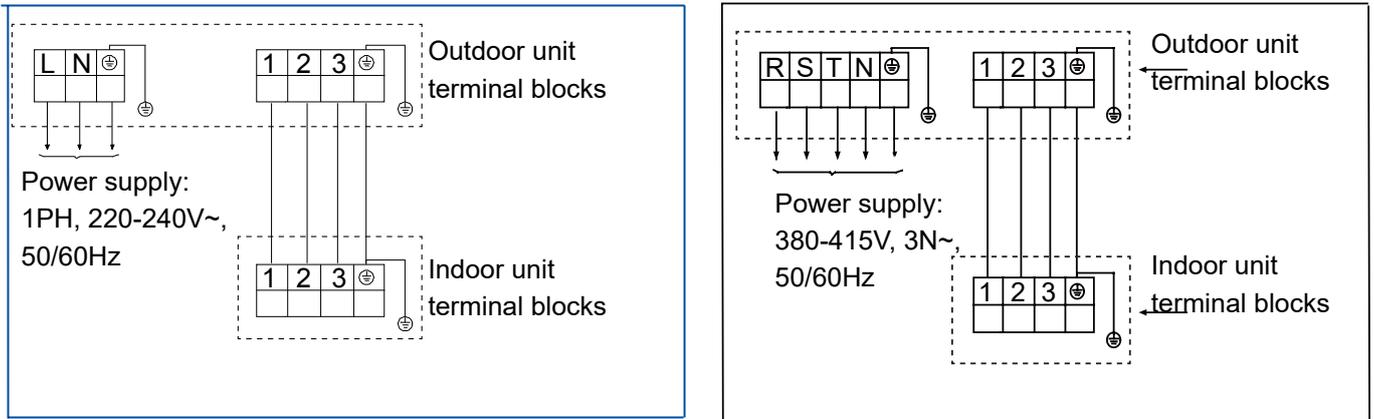 L N
1 2 3
Outdoor unit
terminal blocks
Power supply:
1PH, 220-240V~,
50/60Hz
1 2 3
Indoor unit
terminal blocks
R S T N
1 2 3
Outdoor unit
terminal blocks
Power supply:
380-415V, 3N~,
50/60Hz
1 2 3
Indoor unit
terminal blocks